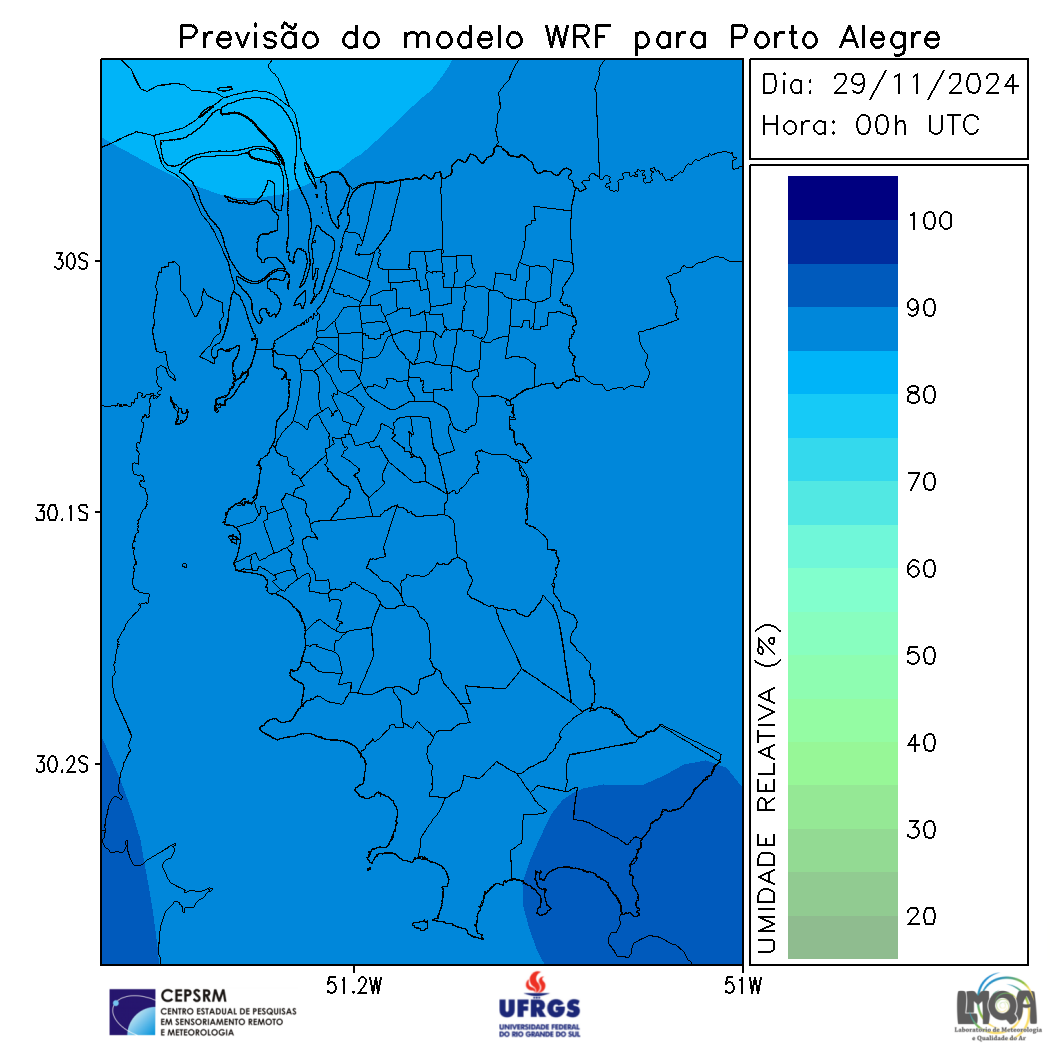 Previsão do modelo WRF para Porto Alegre
Dia: 29/11/2024
Hora: 00h UTC
30S
30.1S
30.2S
51.2W
51W
UMIDADE RELATIVA (%)
100
90
80
70
60
50
40
30
20
CEPSRM
CENTRO ESTADUAL DE PESQUISAS
EM SENSORIAMENTO REMOTO
E METEOROLOGIA
UFRGS
UNIVERSIDADE FEDERAL
DO RIO GRANDE DO SUL
LMQA
Laboratório de Meteorologia
e Qualidade do Ar